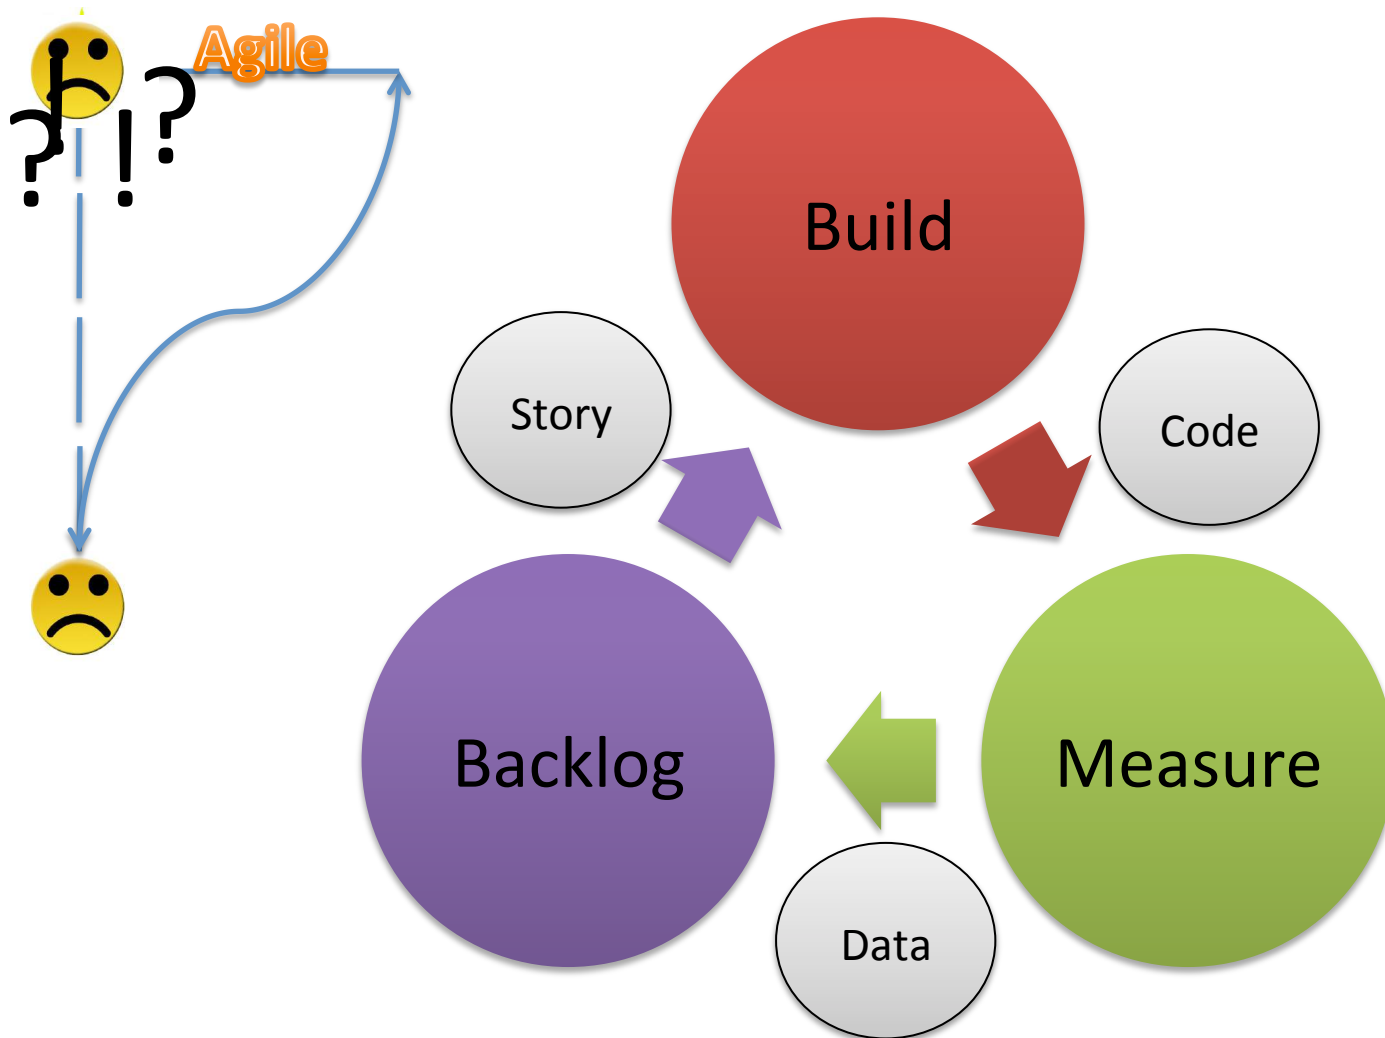 Agile
! ?
? !
Build
Story
Code
Backlog
Measure
Data